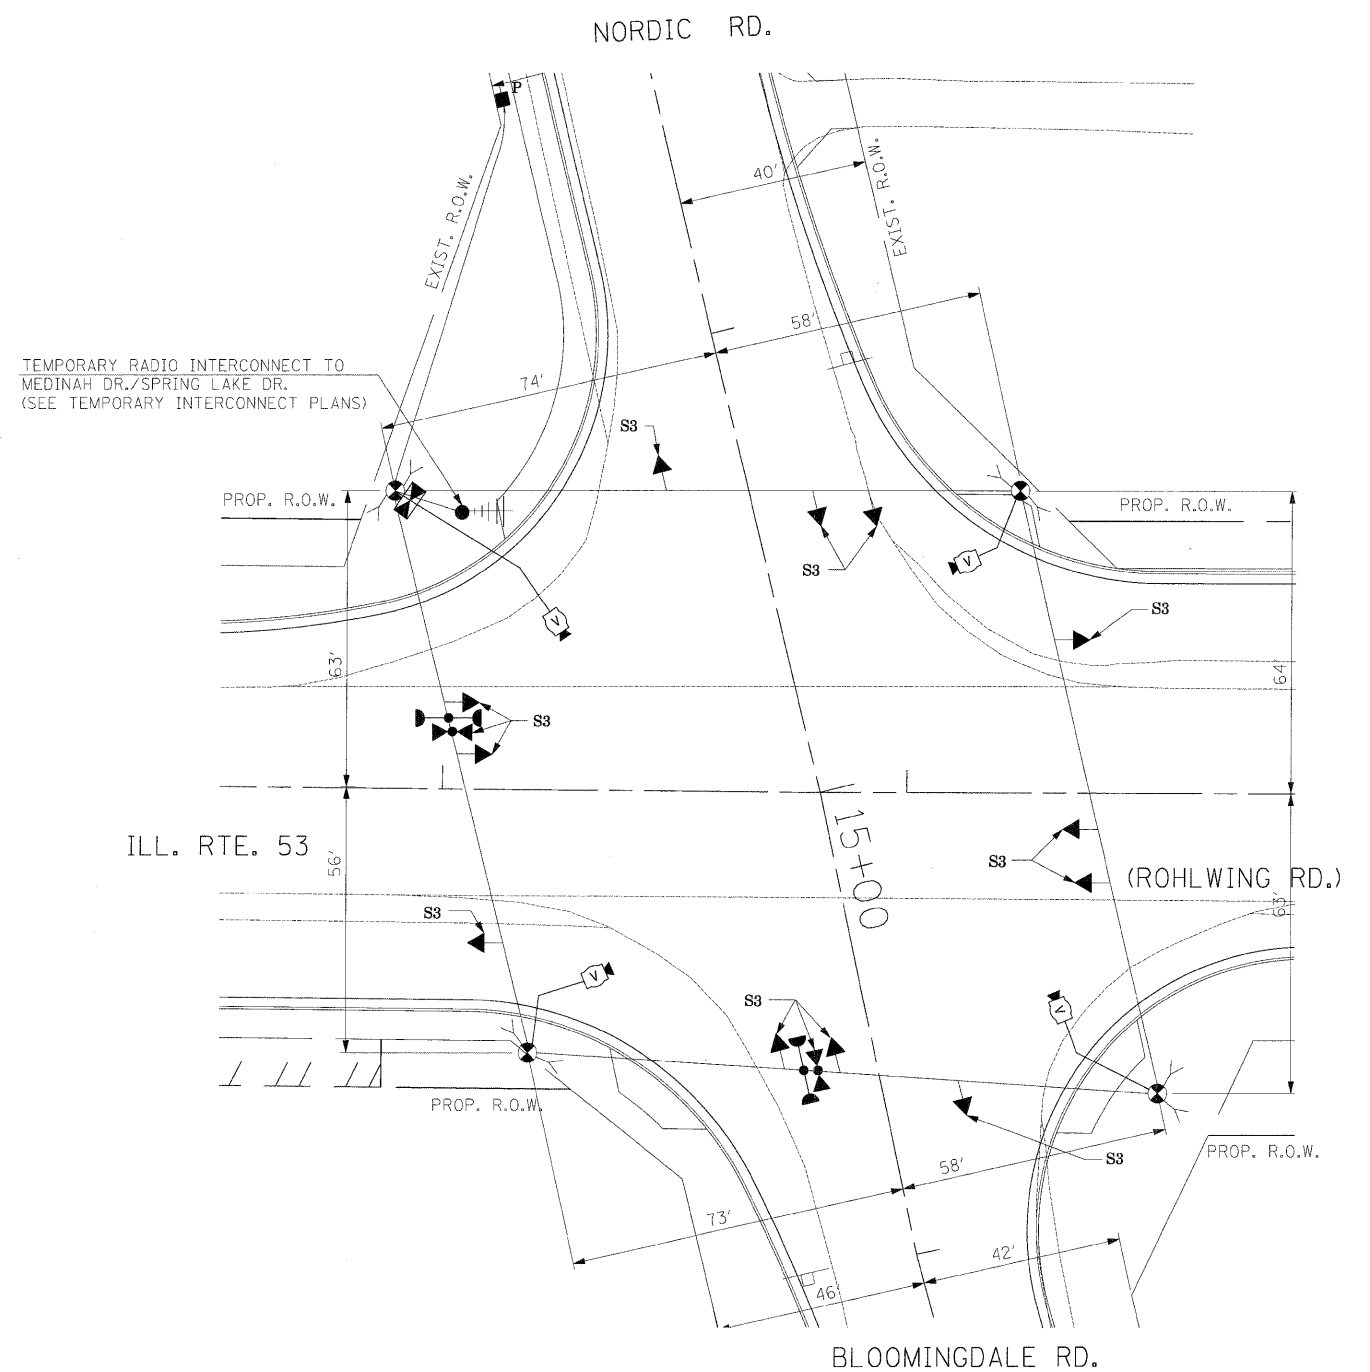 NORDIC RD.
P
40'
EXIST. R.O.W.
EXIST. R.O.W.
58'
TEMPORARY RADIO INTERCONNECT TO
MEDINAH DR./SPRING LAKE DR.
(SEE TEMPORARY INTERCONNECT PLANS)
74'
S3
PROP. R.O.W.
PROP. R.O.W.
S3
V
S3
V
63'
64'
S3
15+00
ILL. RTE. 53
56'
S3
(ROHLWING RD.)
63'
S3
V
S3
V
PROP. R.O.W.
PROP. R.O.W.
58'
S3
73'
42'
46'
BLOOMINGDALE RD.